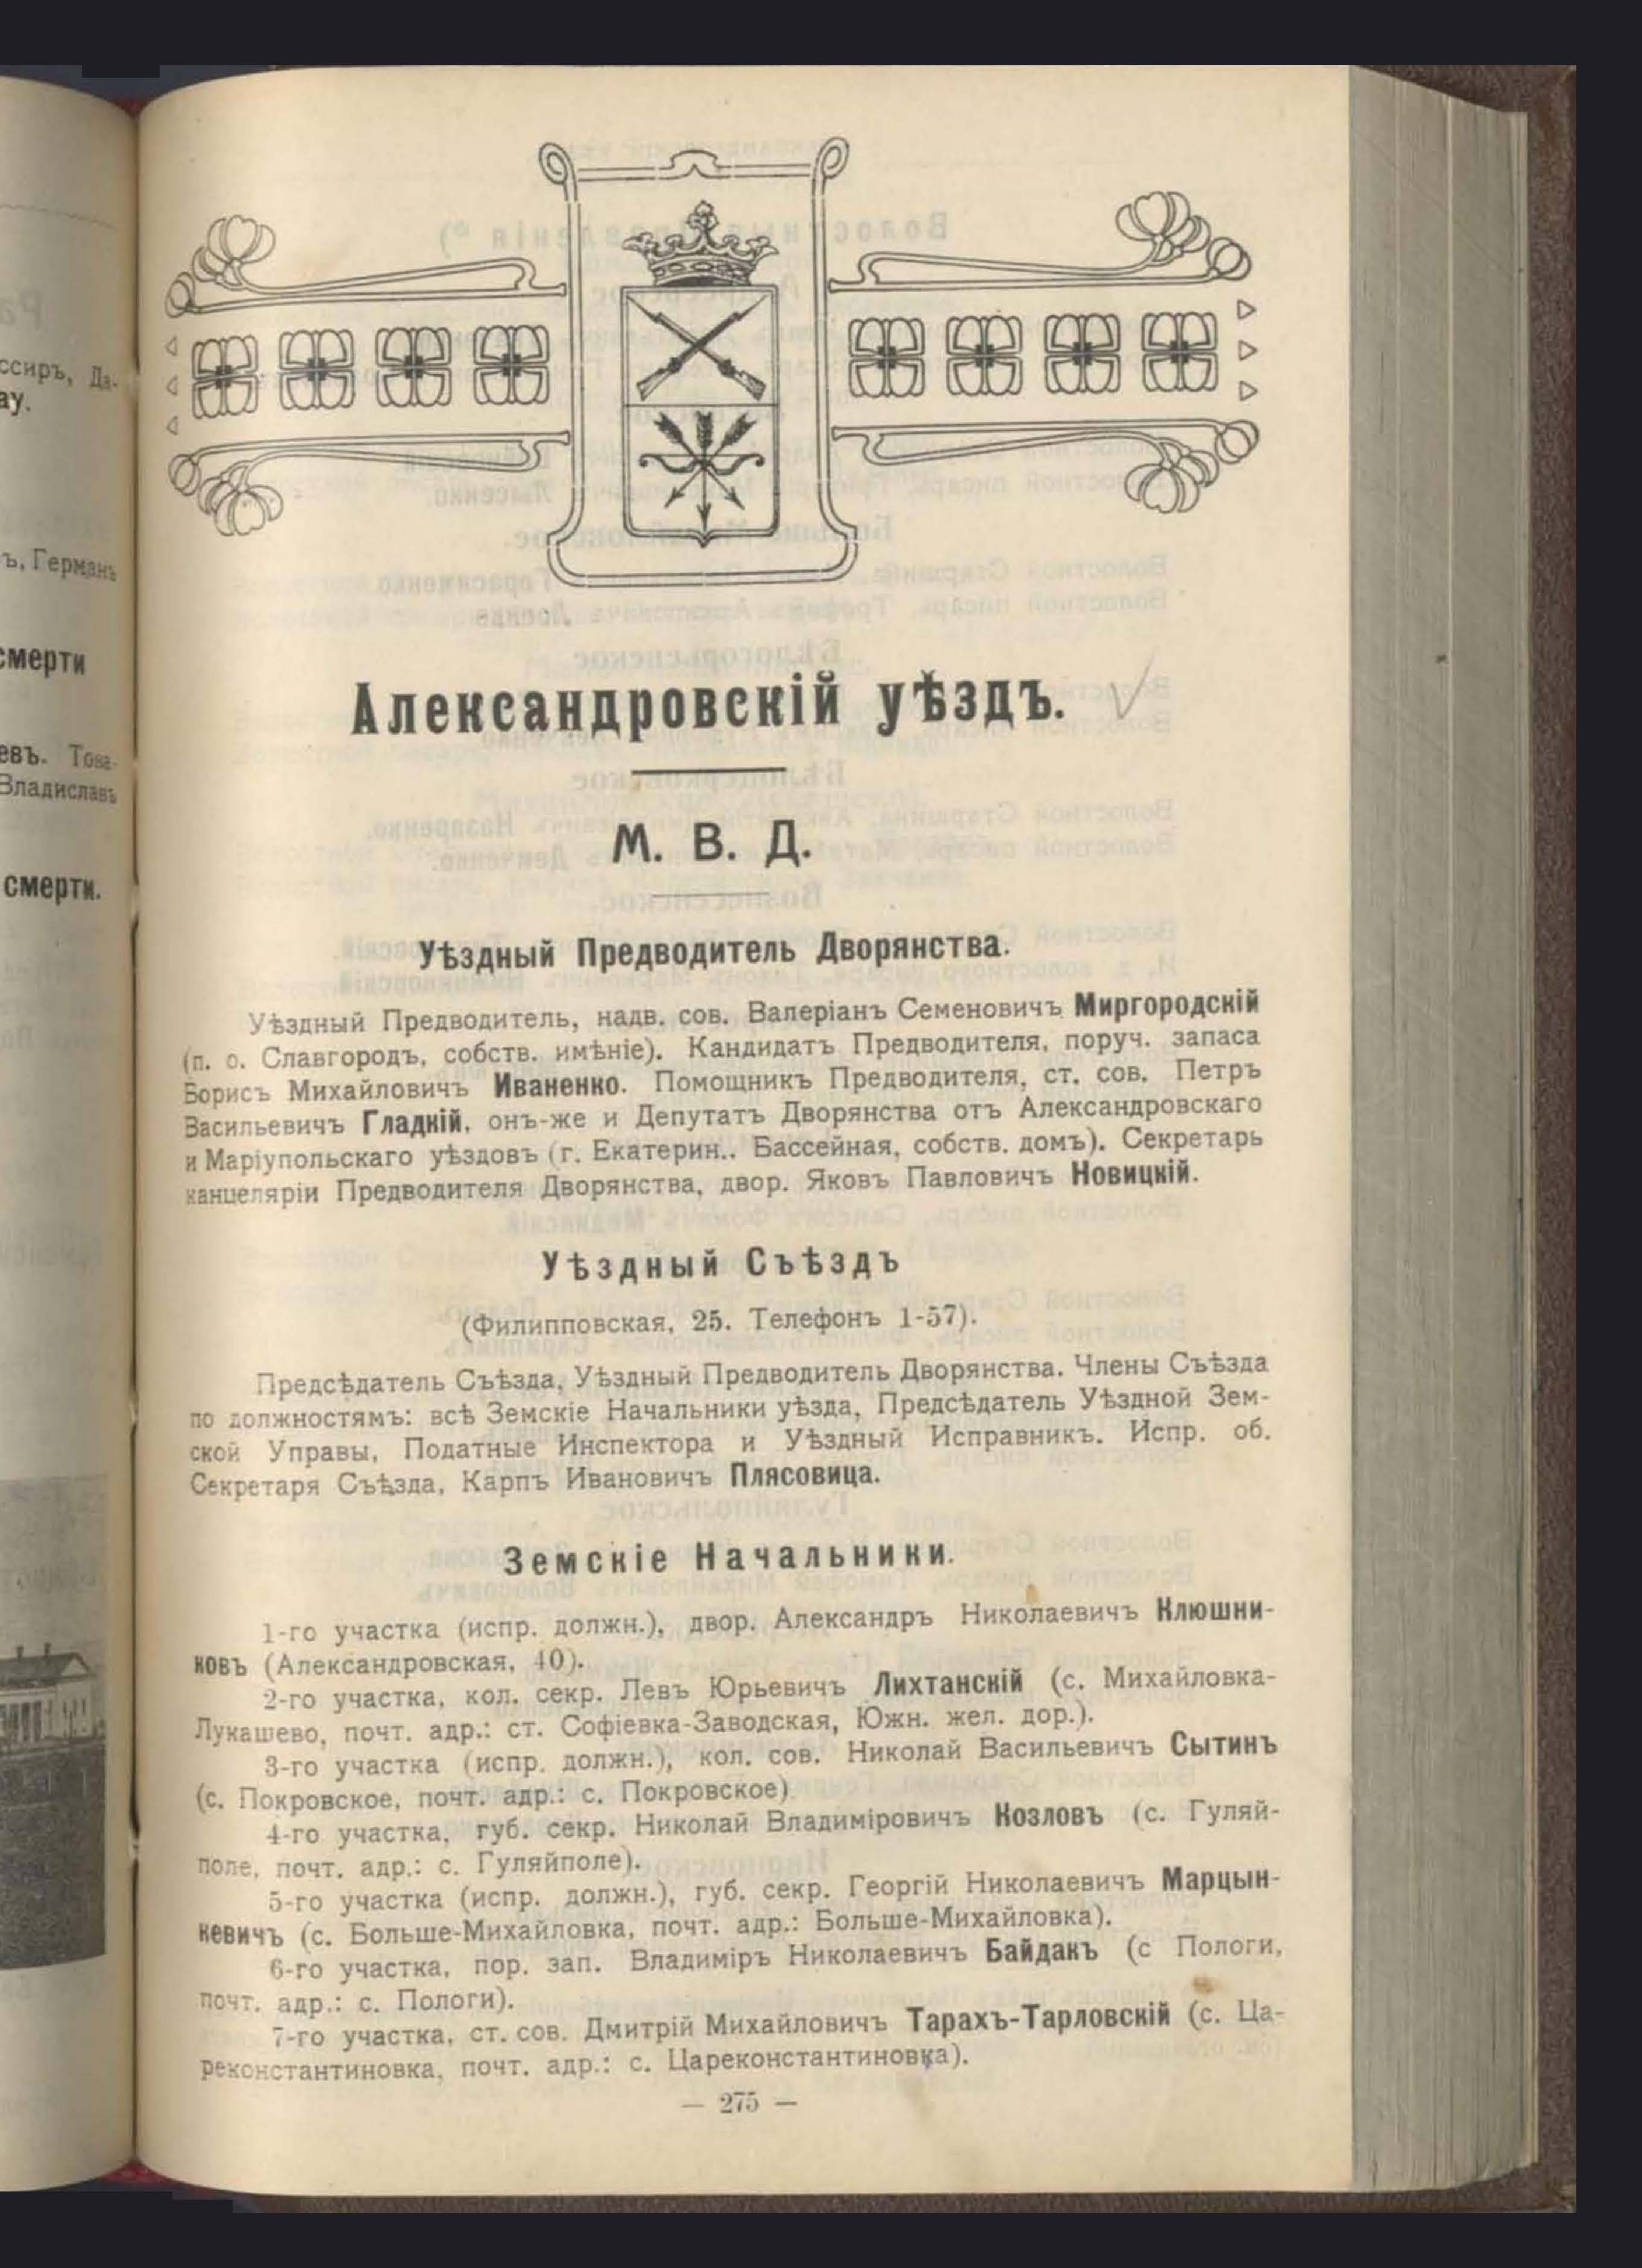 Александровскій уѣздъ.
М. В. Д.
Уѣздный Предводитель Дворянства.
Уѣздный Предводитель, надв. сов. Валеріанъ Семеновичъ Миргородскій
(п. о. Славгородъ, собств. имѣніе). Кандидатъ Предводителя, поруч. запаса
Борисъ Михайловичъ Иваненко. Помощникъ Предводителя, ст. сов. Петръ
Васильевичъ Гладкій, онъ-же и Депутатъ Дворянства отъ Александровскаго
и Маріупольскаго уѣздовъ (г. Екатерин.. Бассейная, собств. домъ). Секретарь
канцеляріи Предводителя Дворянства, двор. Яковъ Павловичъ Новицкій.
Уѣздный Съѣздъ
(Филипповская, 25. Телефонъ 1-57).
Предсѣдатель Съѣзда, Уѣздный Предводитель Дворянства. Члены Съѣзда
по должностямъ: всѣ Земскіе Начальники уѣзда, Предсѣдатель Уѣздной Зем-
ской Управы, Податные Инспектора и Уѣздный Исправникъ. Испр. об.
Секретаря Съѣзда, Карпъ Ивановичъ Плясовица.
Земскіе Начальники.
1-го участка (испр. должн.), двор. Александръ Николаевичъ Клюшни-
ковъ (Александровская, 40).
2-го участка, кол. секр. Левъ Юрьевичъ Лихтанскій (с. Михайловка-
Лукашево, почт. адр.: ст. Софіевка-Заводская, Южн. жел. дор.).
3-го участка (испр. должн.), кол. сов. Николай Васильевичъ Сытинъ
(с. Покровское, почт. адр.: с. Покровское)
4-го участка, губ. секр. Николай Владиміровичъ Козловъ (с. Гуляй-
поле, почт. адр.: с. Гуляйполе).
5-го участка (испр. должн.), губ. секр. Георгій Николаевичъ Марцын-
кевичъ (с. Больше-Михайловка, почт. адр.: Больше-Михайловка).
6-го участка, пор. зап. Владиміръ Николаевичъ Байдакъ (с Пологи,
почт. адр.: с. Пологи).
7-го участка, ст. сов. Дмитрій Михайловичъ Тарахъ-Тарловскій (с. Ца-
реконстантиновка, почт. адр.: с. Цареконстантиновка).
— 275 —
ссиръ, Да-
ау.
ъ, Германъ
смерти
евъ. Това-
Владиславъ
смерти.